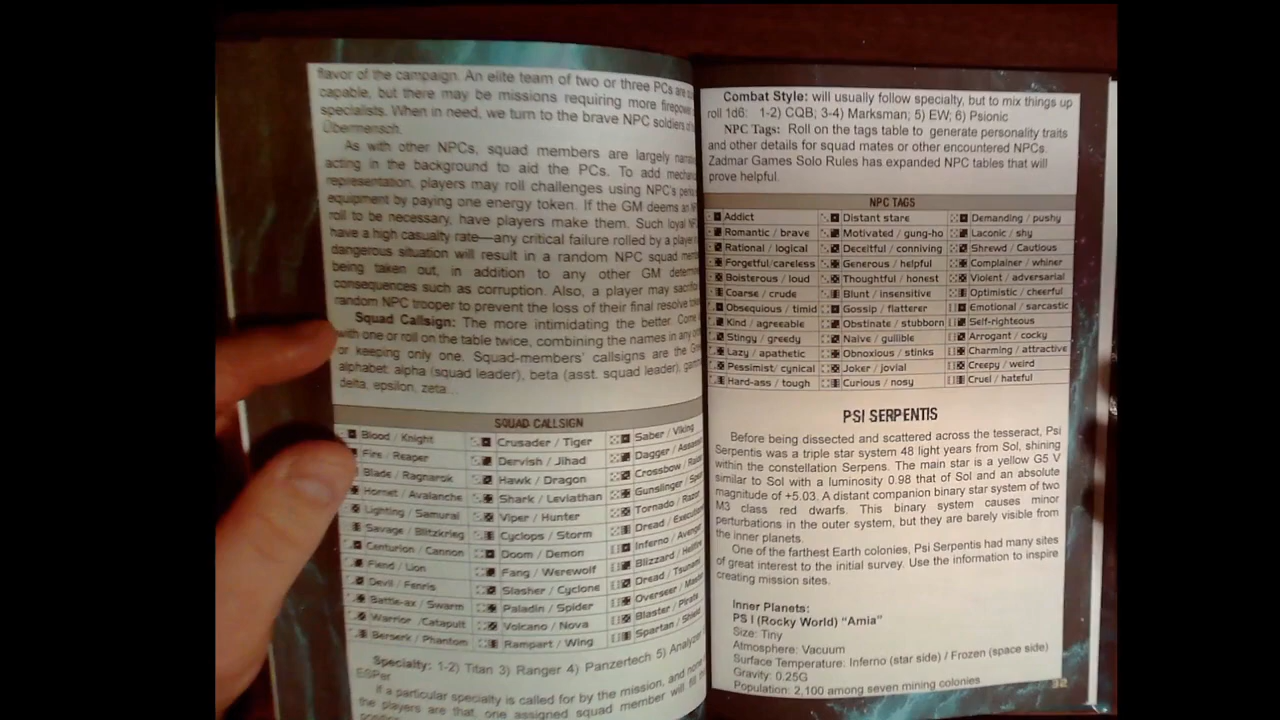 flavor of the campaign. An elite team of two or three PCs are
capable, but there may be missions requiring more firepower
specialists. When in need, we turn to the brave NPC soldiers of
Übermensch.
As with other NPCs, squad members are largely
acting in the background to aid the PCs. To add
representation, players may roll challenges using NPC's
equipment by paying one energy token. If the GM deems an
roll to be necessary, have players make them. Such loyal
have a high casualty rate—any critical failure rolled by a player
dangerous situation will result in a random NPC squad
being taken out, in addition to any other GM
consequences such as corruption. Also, a player may
random NPC trooper to prevent the loss of their final resolve
Squad Callsign: The more intimidating the better. Come
with one or roll on the table twice, combining the names in any
or keeping only one. Squad-members' callsigns are the
alphabet: alpha (squad leader), beta (asst. squad leader),
delta, epsilon, zeta...
SQUAD CALLSIGN
Blood / Knight Crusader / Tiger Saber / Viking
Fire / Reaper Dervish / Jihad Dagger /
Blade / Ragnarok Hawk / Dragon Crossbow /
Hornet / Avalanche Shark / Leviathan Gunslinger /
Lighting / Samurai Viper / Hunter Tornado / Razor
Savage / Blitzkrieg Cyclops / Storm Dread /
Centurion / Cannon Doom / Demon Inferno /
Fiend / Lion Fang / Werewolf Blizzard /
Devil / Fenris Slasher / Cyclone Dread / Tsunami
Battle-ax / Swarm Paladin / Spider Overseer /
Warrior /Catapult Volcano / Nova Blaster / Pirate
Berserk / Phantom Rampart / Wing Spartan /
Specialty: 1-2) Titan 3) Ranger 4) Panzertech 5) Analyzer
ESPer
If a particular specialty is called for by the mission, and none
the players are that, one assigned squad member will fill
position.
Combat Style: will usually follow specialty, but to mix things up
roll 1d6: 1-2) CQB; 3-4) Marksman; 5) EW; 6) Psionic
NPC Tags: Roll on the tags table to generate personality traits
and other details for squad mates or other encountered NPCs.
Zadmar Games Solo Rules has expanded NPC tables that will
prove helpful.
NPC TAGS
Addict Distant stare Demanding / pushy
Romantic / brave Motivated / gung-ho Laconic / shy
Rational / logical Deceitful / conniving Shrewd / Cautious
Forgetful/careless Generous / helpful Complainer / whiner
Boisterous / loud Thoughtful / honest Violent / adversarial
Coarse / crude Blunt / insensitive Optimistic / cheerful
Obsequious / timid Gossip / flatterer Emotional / sarcastic
Kind / agreeable Obstinate / stubborn Self-righteous
Stingy / greedy Naive / gullible Arrogant / cocky
Lazy / apathetic Obnoxious / stinks Charming / attractive
Pessimist/ cynical Joker / jovial Creepy / weird
Hard-ass / tough Curious / nosy Cruel / hateful
PSI SERPENTIS
Before being dissected and scattered across the tesseract, Psi
Serpentis was a triple star system 48 light years from Sol, shining
within the constellation Serpens. The main star is a yellow G5 V
similar to Sol with a luminosity 0.98 that of Sol and an absolute
magnitude of +5.03. A distant companion binary star system of two
M3 class red dwarfs. This binary system causes minor
perturbations in the outer system, but they are barely visible from
the inner planets.
One of the farthest Earth colonies, Psi Serpentis had many sites
of great interest to the initial survey. Use the information to inspire
creating mission sites.
Inner Planets:
PS I (Rocky World) “Amia”
Size: Tiny
Atmosphere: Vacuum
Surface Temperature: Inferno (star side) / Frozen (space side)
Gravity: 0.25G
Population: 2,100 among seven mining colonies